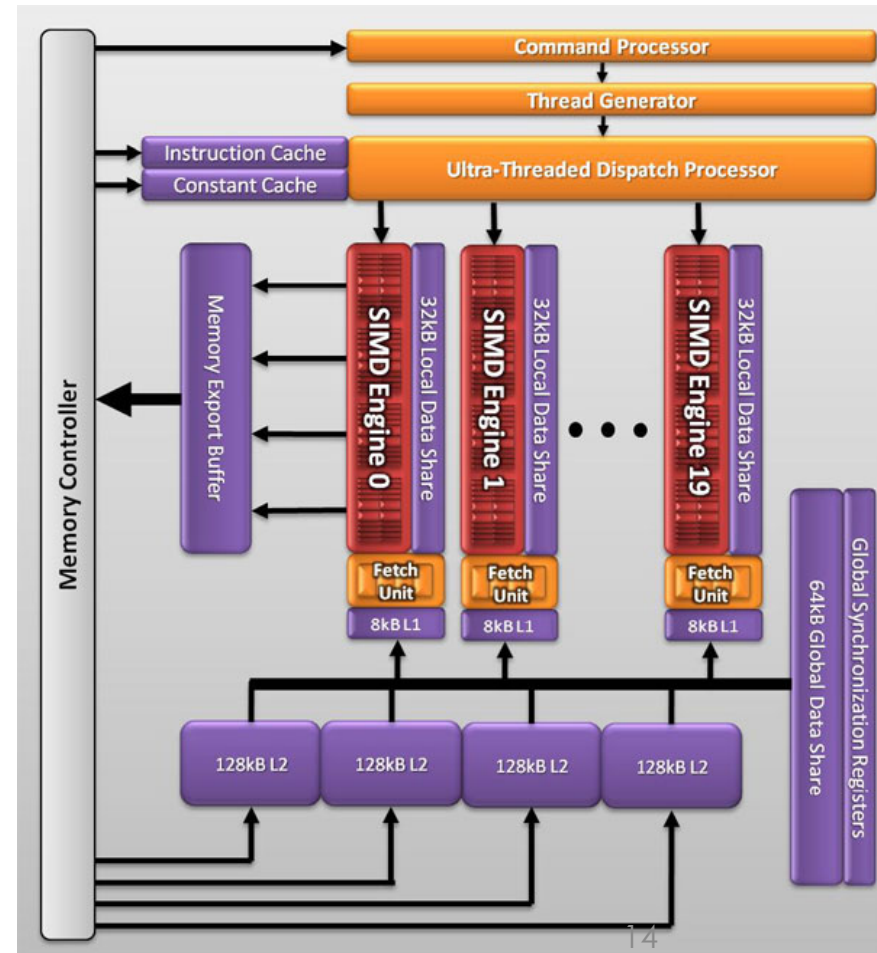 Command Processor
Thread Generator
Instruction Cache
Constant Cache
Ultra-Threaded Dispatch Processor
Memory Controller
Memory Export Buffer
SIMD Engine 0
32kB Local Data Share
SIMD Engine 1
32kB Local Data Share
SIMD Engine 19
32kB Local Data Share
Fetch
Unit
Fetch
Unit
Fetch
Unit
8kB L1
8kB L1
8kB L1
64kB Global Data Share
Global Synchronization Registers
128kB L2
128kB L2
128kB L2
128kB L2
14